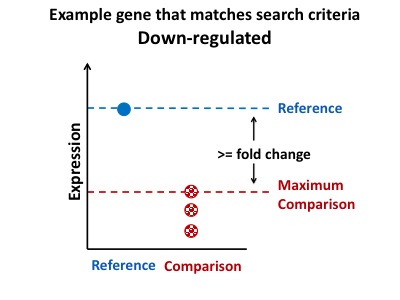 Example gene that matches search criteria
Down-regulated
Reference
>= fold change
Maximum
Comparison
Expression
Reference Comparison